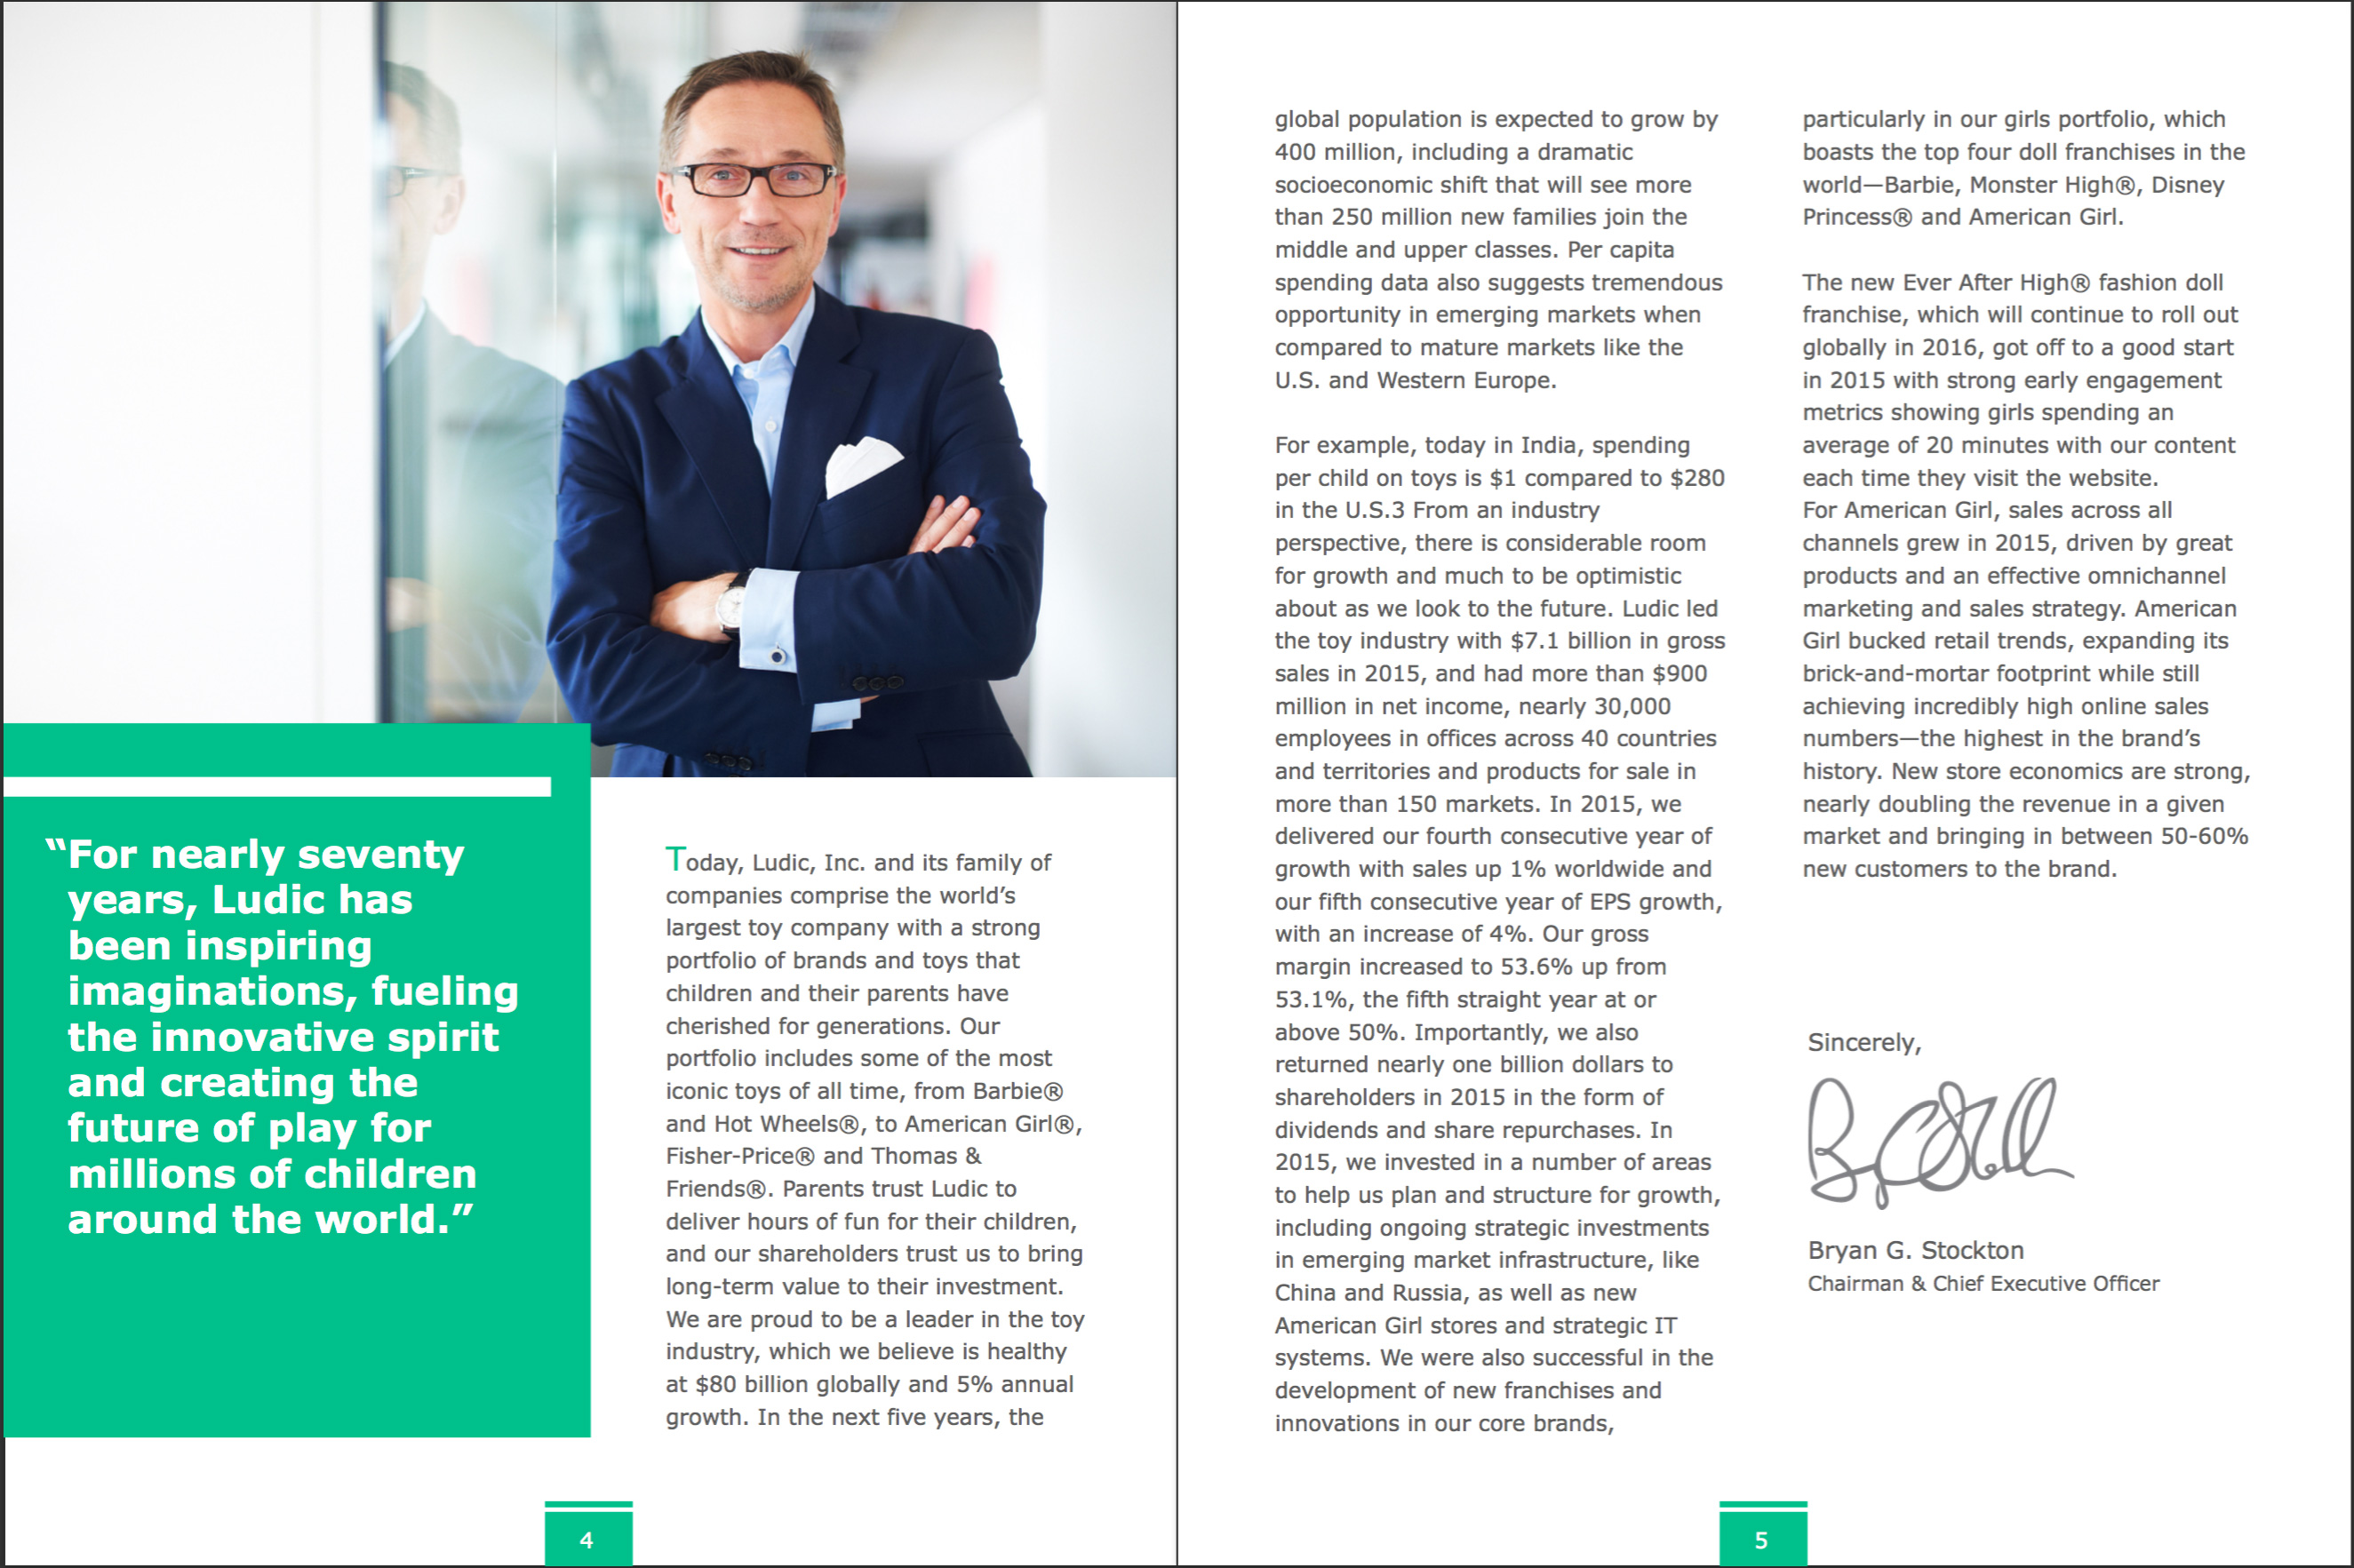 “For nearly seventy
years, Ludic has
been inspiring
imaginations, fueling
the innovative spirit
and creating the
future of play for
millions of children
around the world.”
Today, Ludic, Inc. and its family of
companies comprise the world’s
largest toy company with a strong
portfolio of brands and toys that
children and their parents have
cherished for generations. Our
portfolio includes some of the most
iconic toys of all time, from Barbie®
and Hot Wheels®, to American Girl®,
Fisher-Price® and Thomas &
Friends®. Parents trust Ludic to
deliver hours of fun for their children,
and our shareholders trust us to bring
long-term value to their investment.
We are proud to be a leader in the toy
industry, which we believe is healthy
at $80 billion globally and 5% annual
growth. In the next five years, the
4
global population is expected to grow by
400 million, including a dramatic
socioeconomic shift that will see more
than 250 million new families join the
middle and upper classes. Per capita
spending data also suggests tremendous
opportunity in emerging markets when
compared to mature markets like the
U.S. and Western Europe.
For example, today in India, spending
per child on toys is $1 compared to $280
in the U.S.3 From an industry
perspective, there is considerable room
for growth and much to be optimistic
about as we look to the future. Ludic led
the toy industry with $7.1 billion in gross
sales in 2015, and had more than $900
million in net income, nearly 30,000
employees in offices across 40 countries
and territories and products for sale in
more than 150 markets. In 2015, we
delivered our fourth consecutive year of
growth with sales up 1% worldwide and
our fifth consecutive year of EPS growth,
with an increase of 4%. Our gross
margin increased to 53.6% up from
53.1%, the fifth straight year at or
above 50%. Importantly, we also
returned nearly one billion dollars to
shareholders in 2015 in the form of
dividends and share repurchases. In
2015, we invested in a number of areas
to help us plan and structure for growth,
including ongoing strategic investments
in emerging market infrastructure, like
China and Russia, as well as new
American Girl stores and strategic IT
systems. We were also successful in the
development of new franchises and
innovations in our core brands,
particularly in our girls portfolio, which
boasts the top four doll franchises in the
world—Barbie, Monster High®, Disney
Princess® and American Girl.
The new Ever After High® fashion doll
franchise, which will continue to roll out
globally in 2016, got off to a good start
in 2015 with strong early engagement
metrics showing girls spending an
average of 20 minutes with our content
each time they visit the website.
For American Girl, sales across all
channels grew in 2015, driven by great
products and an effective omnichannel
marketing and sales strategy. American
Girl bucked retail trends, expanding its
brick-and-mortar footprint while still
achieving incredibly high online sales
numbers—the highest in the brand’s
history. New store economics are strong,
nearly doubling the revenue in a given
market and bringing in between 50-60%
new customers to the brand.
Sincerely,
Bryan G. Stockton
Chairman & Chief Executive Officer
5